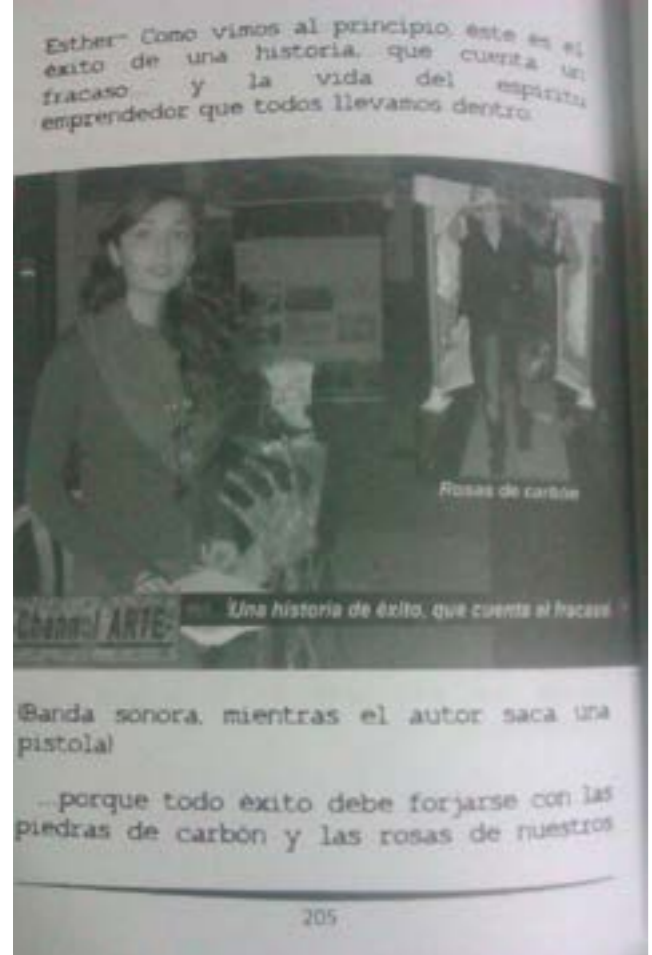 Esther- Como vimos al principio, éste es el
éxito de una historia, que cuenta un
fracaso... y la vida del espíritu
emprendedor que todos llevamos dentro.
Rosas de carbón
"Una historia de éxito, que cuenta el fracaso
Channel ARTE
(Banda sonora, mientras el autor saca una
pistola)
...porque todo éxito debe forjarse con las
piedras de carbón y las rosas de nuestros
205